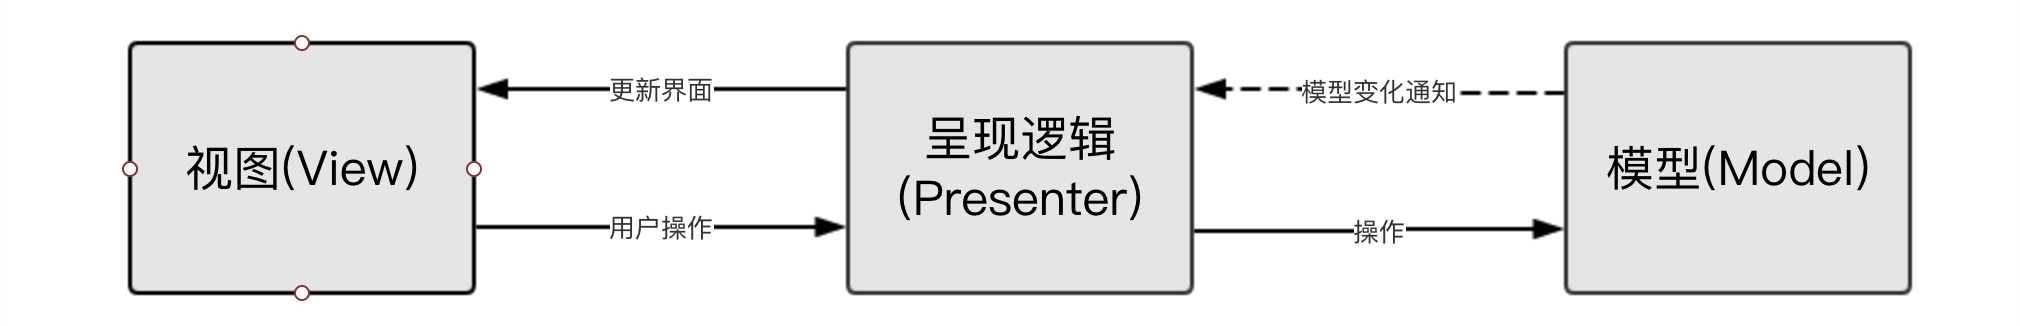 更新界面
模型变化通知
视图(View)
呈现逻辑
(Presenter)
模型(Model)
用户操作
操作